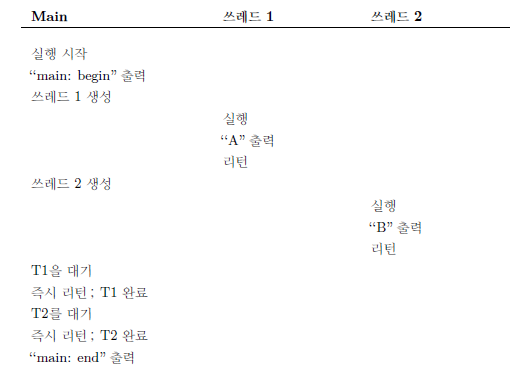 Main 쓰레드 1 쓰레드 2
실행 시작
“main: begin” 출력
쓰레드 1 생성
실행
“A” 출력
리턴
쓰레드 2 생성
실행
“B” 출력
리턴
T1을 대기
즉시 리턴 ; T1 완료
T2를 대기
즉시 리턴 ; T2 완료
“main: end” 출력